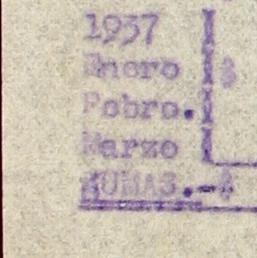 1937
Enero $
Febro.
Marzo
SUMAS.-$